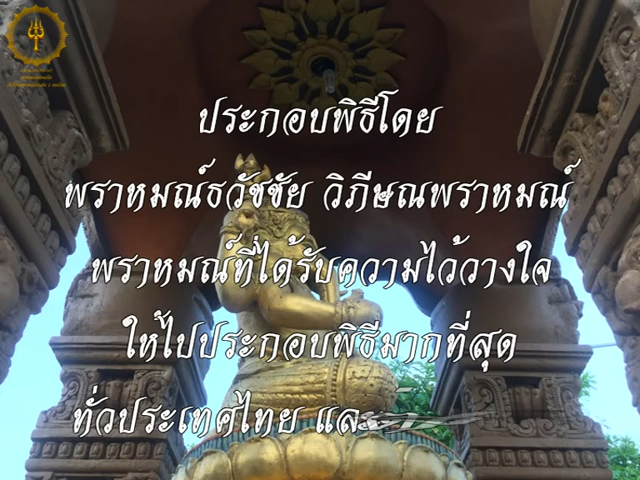 ประกอบพิธีโดย
พราหมณ์ธวัชชัย วิภีษณพราหมณ์
พราหมณ์ที่ได้รับความไว้วางใจ
ให้ไปประกอบพิธีมากที่สุด
ทั่วประเทศไทย และ